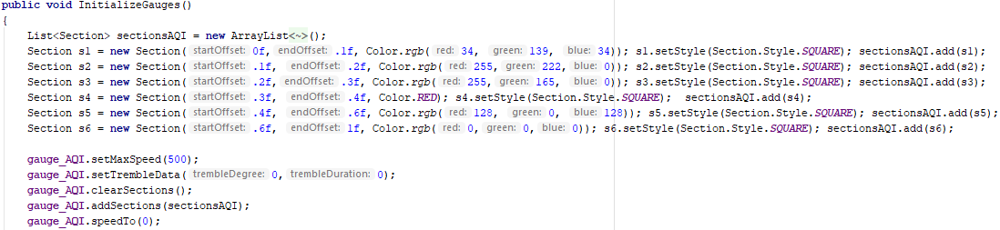 public void InitializeGauges()
{
List<Section> sectionsAQI = new ArrayList<~>();
Section s1 = new Section( startOffset: 0f, endOffset: .1f, Color.rgb( red: 34, green: 139, blue: 34)); s1.setStyle(Section.Style.SQUARE); sectionsAQI.add(s1);
Section s2 = new Section( startOffset: .1f, endOffset: .2f, Color.rgb( red: 255, green: 222, blue: 0)); s2.setStyle(Section.Style.SQUARE); sectionsAQI.add(s2);
Section s3 = new Section( startOffset: .2f, endOffset: .3f, Color.rgb( red: 255, green: 165, blue: 0)); s3.setStyle(Section.Style.SQUARE); sectionsAQI.add(s3);
Section s4 = new Section( startOffset: .3f, endOffset: .4f, Color.RED); s4.setStyle(Section.Style.SQUARE); sectionsAQI.add(s4);
Section s5 = new Section( startOffset: .4f, endOffset: .6f, Color.rgb( red: 128, green: 0, blue: 128)); s5.setStyle(Section.Style.SQUARE); sectionsAQI.add(s5);
Section s6 = new Section( startOffset: .6f, endOffset: 1f, Color.rgb( red: 0, green: 0, blue: 0)); s6.setStyle(Section.Style.SQUARE); sectionsAQI.add(s6);
gauge_AQI.setMaxSpeed(500);
gauge_AQI.setTrembleData( trembleDegree: 0, trembleDuration: 0);
gauge_AQI.clearSections();
gauge_AQI.addSections(sectionsAQI);
gauge_AQI.speedTo(0);